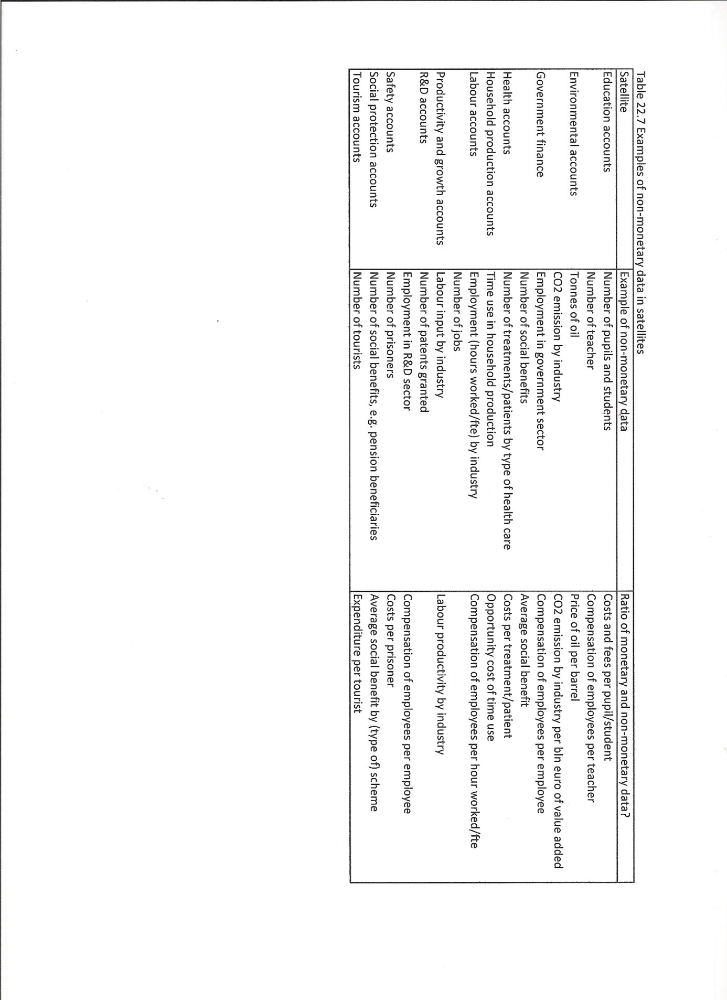 Table 22.7 Examples of non-monetary data in satellites
Satellite Example of non-monetary data Ratio of monetary and non-monetary data?
Education accounts Number of pupils and students Costs and fees per pupil/student
Number of teacher Compensation of employees per teacher
Environmental accounts Tonnes of oil Price of oil per barrel
CO2 emission by industry CO2 emission by industry per bln euro of value added
Government finance Employment in government sector Compensation of employees per employee
Number of social benefits Average social benefit
Health accounts Number of treatments/patients by type of health care Costs per treatment/patient
Household production accounts Time use in household production Opportunity cost of time use
Labour accounts Employment (hours worked/fte) by industry Compensation of employees per hour worked/fte
Number of jobs
Productivity and growth accounts Labour input by industry Labour productivity by industry
R&D accounts Number of patents granted
Employment in R&D sector Compensation of employees per employee
Safety accounts Number of prisoners Costs per prisoner
Social protection accounts Number of social benefits, e.g. pension beneficiaries Average social benefit by (type of) scheme
Tourism accounts Number of tourists Expenditure per tourist